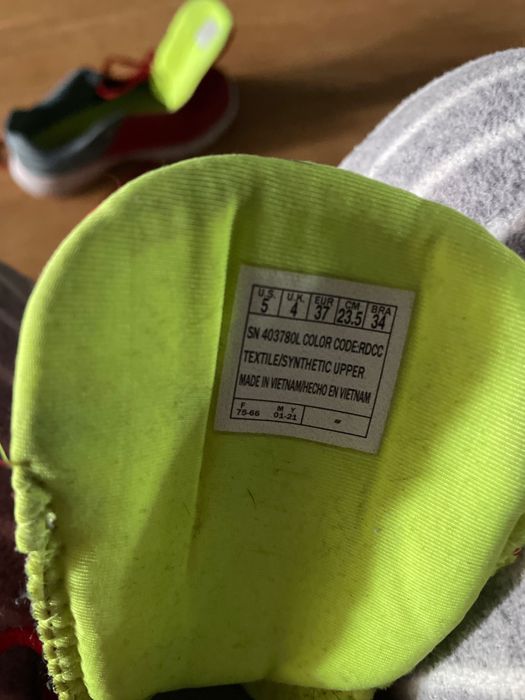 U.S. U.K. EUR CM BRA
5 4 37 23.5 34
SN 403780L COLOR CODE:RDCC
TEXTILE/SYNTHETIC UPPER
MADE IN VIETNAM/HECHO EN VIETNAM
F M Y
75-66 01-21